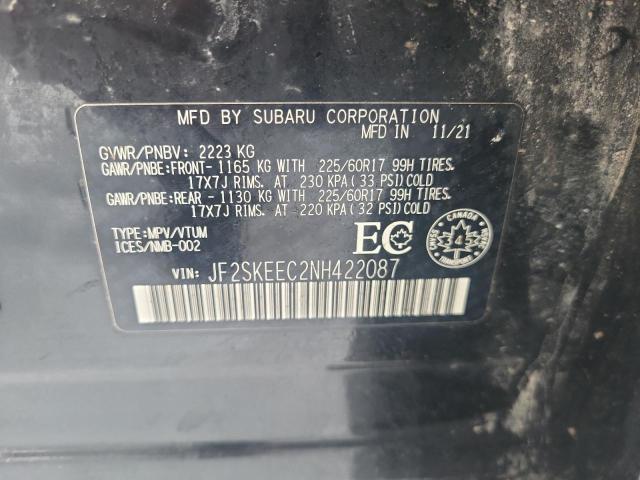 MFD BY SUBARU CORPORATION
MFD IN 11/21
GVWR/PNBV: 2223 KG
GAWR/PNBE:FRONT-1165 KG WITH 225/60R17 99H TIRES.
17X7J RIMS. AT 230 KPA(33 PSI)COLD
GAWR/PNBE:REAR -1130 KG WITH 225/60R17 99H TIRES.
17X7J RIMS. AT 220 KPA(32 PSI)COLD
TYPE:MPV/VTUM
ICES/NMB-002
EC
CANADA
4
TRANSPORT
VIN: JF2SKEEC2NH422087